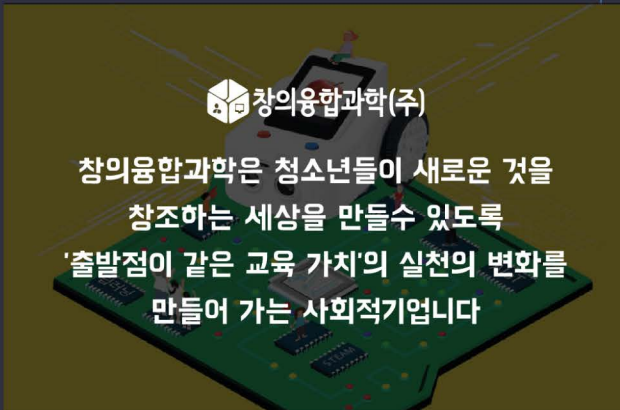 창의융합과학(주)
창의융합과학은 청소년들이 새로운 것을
창조하는 세상을 만들수 있도록
'출발점이 같은 교육 가치'의 실천의 변화를
만들어 가는 사회적기업니다
STEAM